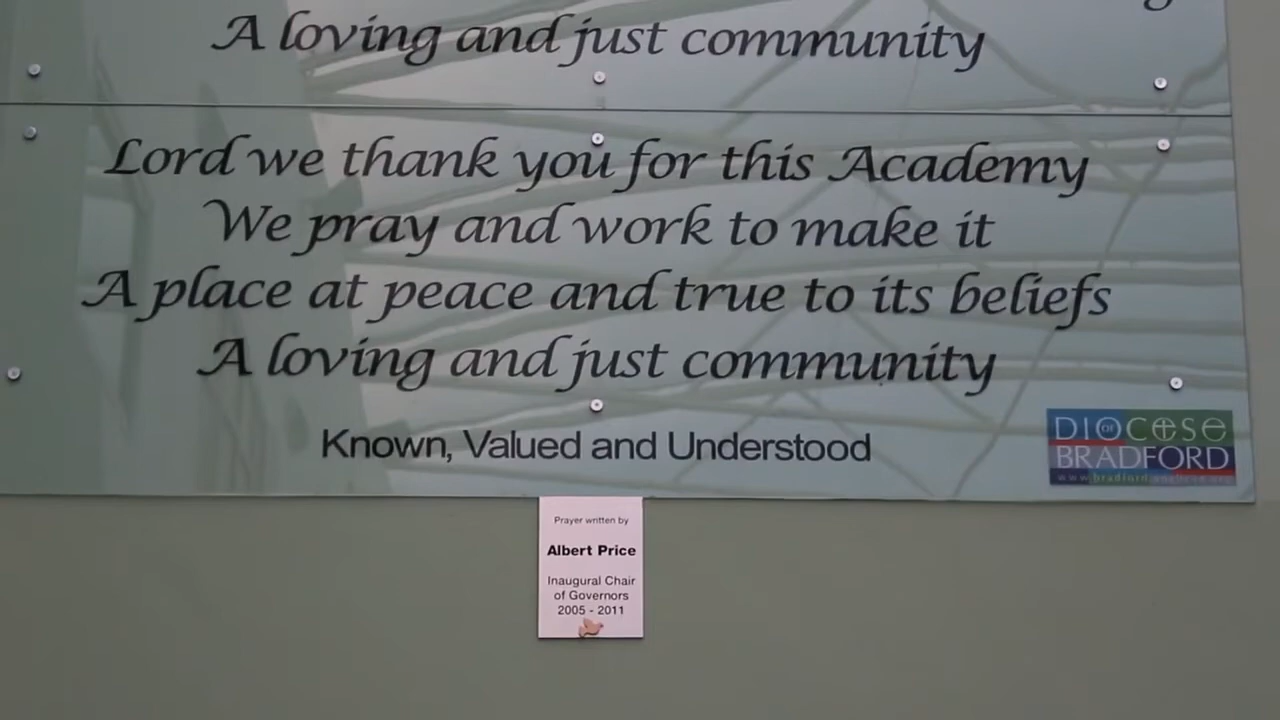 A loving and just community
Lord we thank you for this Academy
We pray and work to make it
A place at peace and true to its beliefs
A loving and just community
Known, Valued and Understood
DIOCESE OF
BRADFORD
Prayer written by
Albert Price
Inaugural Chair
of Governors
2005 - 2011